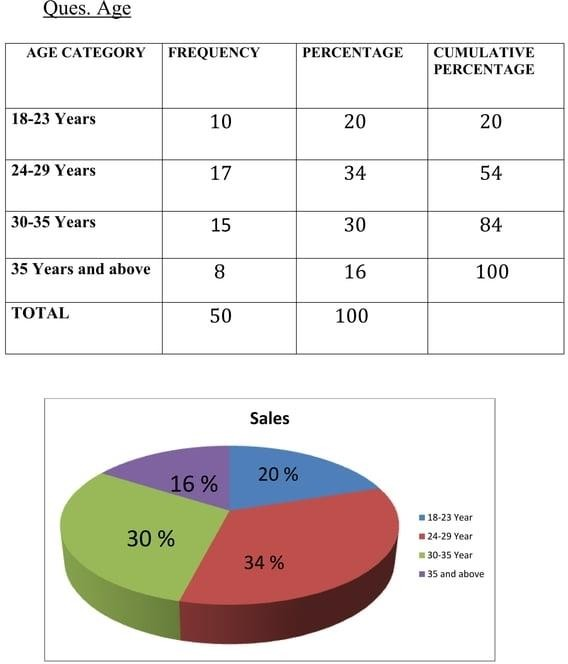 Ques. Age
AGE CATEGORY FREQUENCY PERCENTAGE CUMULATIVE
PERCENTAGE
18-23 Years 10 20 20
24-29 Years 17 34 54
30-35 Years 15 30 84
35 Years and above 8 16 100
TOTAL 50 100
Sales
16 % 20 %
30 %
34 %
18-23 Year
24-29 Year
30-35 Year
35 and above